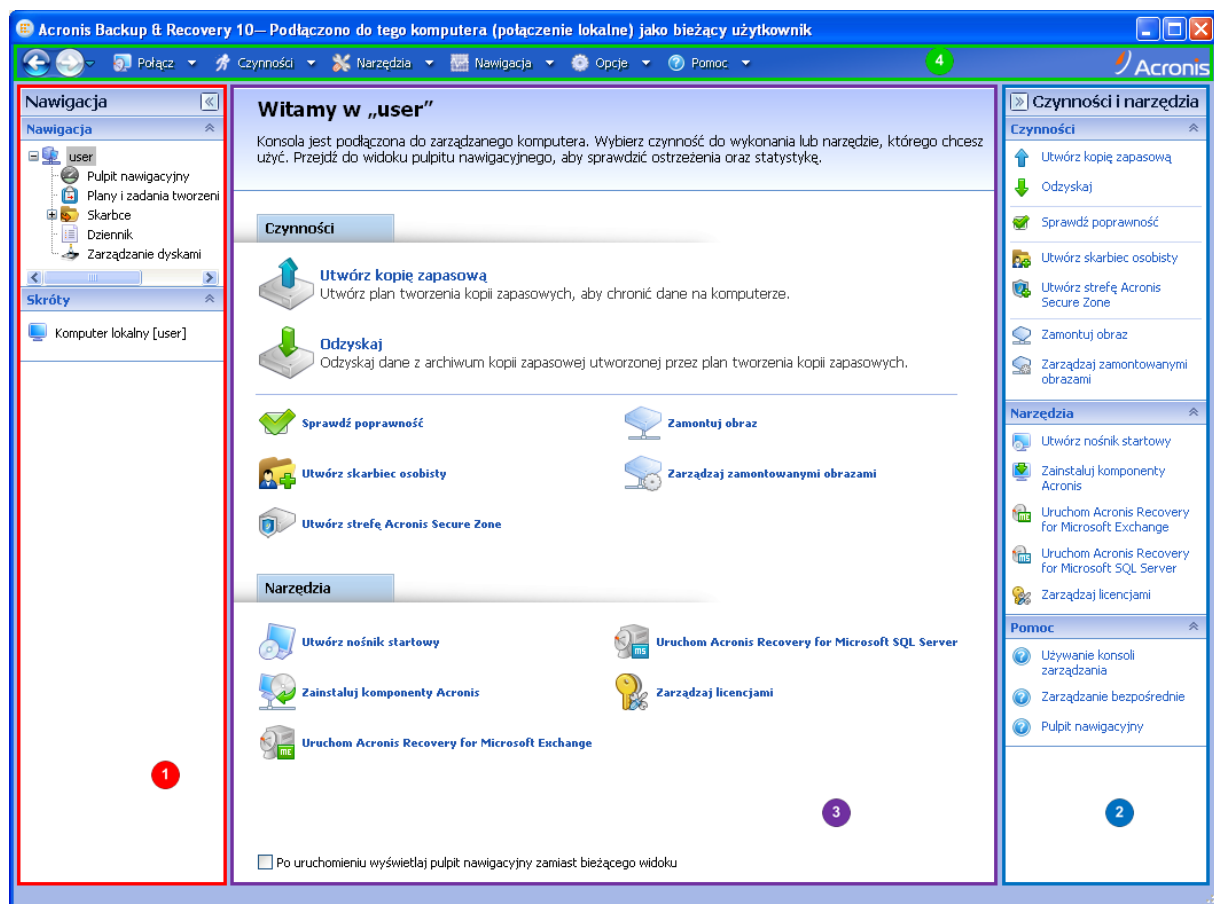 Acronis Backup & Recovery 10— Podłączono do tego komputera (połączenie lokalne) jako bieżący użytkownik
Połącz
Czynności
Narzędzia
Nawigacja
Opcje
Pomoc
4
Acronis
Nawigacja
Nawigacja
user
Pulpit nawigacyjny
Plany i zadania tworzeni
Skarbce
Dziennik
Zarządzanie dyskami
Skróty
Komputer lokalny [user]
1
Witamy w „user”
Konsola jest podłączona do zarządzanego komputera. Wybierz czynność do wykonania lub narzędzie, którego chcesz
użyć. Przejdź do widoku pulpitu nawigacyjnego, aby sprawdzić ostrzeżenia oraz statystykę.
Czynności
Utwórz kopię zapasową
Utwórz plan tworzenia kopii zapasowych, aby chronić dane na komputerze.
Odzyskaj
Odzyskaj dane z archiwum kopii zapasowej utworzonej przez plan tworzenia kopii zapasowych.
Sprawdź poprawność
Zamontuj obraz
Utwórz skarbiec osobisty
Zarządzaj zamontowanymi obrazami
Utwórz strefę Acronis Secure Zone
Narzędzia
Utwórz nośnik startowy
Uruchom Acronis Recovery for Microsoft SQL Server
ms
Zainstaluj komponenty Acronis
Zarządzaj licencjami
Uruchom Acronis Recovery for Microsoft Exchange
me
3
Po uruchomieniu wyświetlaj pulpit nawigacyjny zamiast bieżącego widoku
Czynności i narzędzia
Czynności
Utwórz kopię zapasową
Odzyskaj
Sprawdź poprawność
Utwórz skarbiec osobisty
Utwórz strefę Acronis
Secure Zone
Zamontuj obraz
Zarządzaj zamontowanymi
obrazami
Narzędzia
Utwórz nośnik startowy
Zainstaluj komponenty
Acronis
Uruchom Acronis Recovery
for Microsoft Exchange
me
Uruchom Acronis Recovery
for Microsoft SQL Server
ms
Zarządzaj licencjami
Pomoc
Używanie konsoli
zarządzania
Zarządzanie bezpośrednie
Pulpit nawigacyjny
2